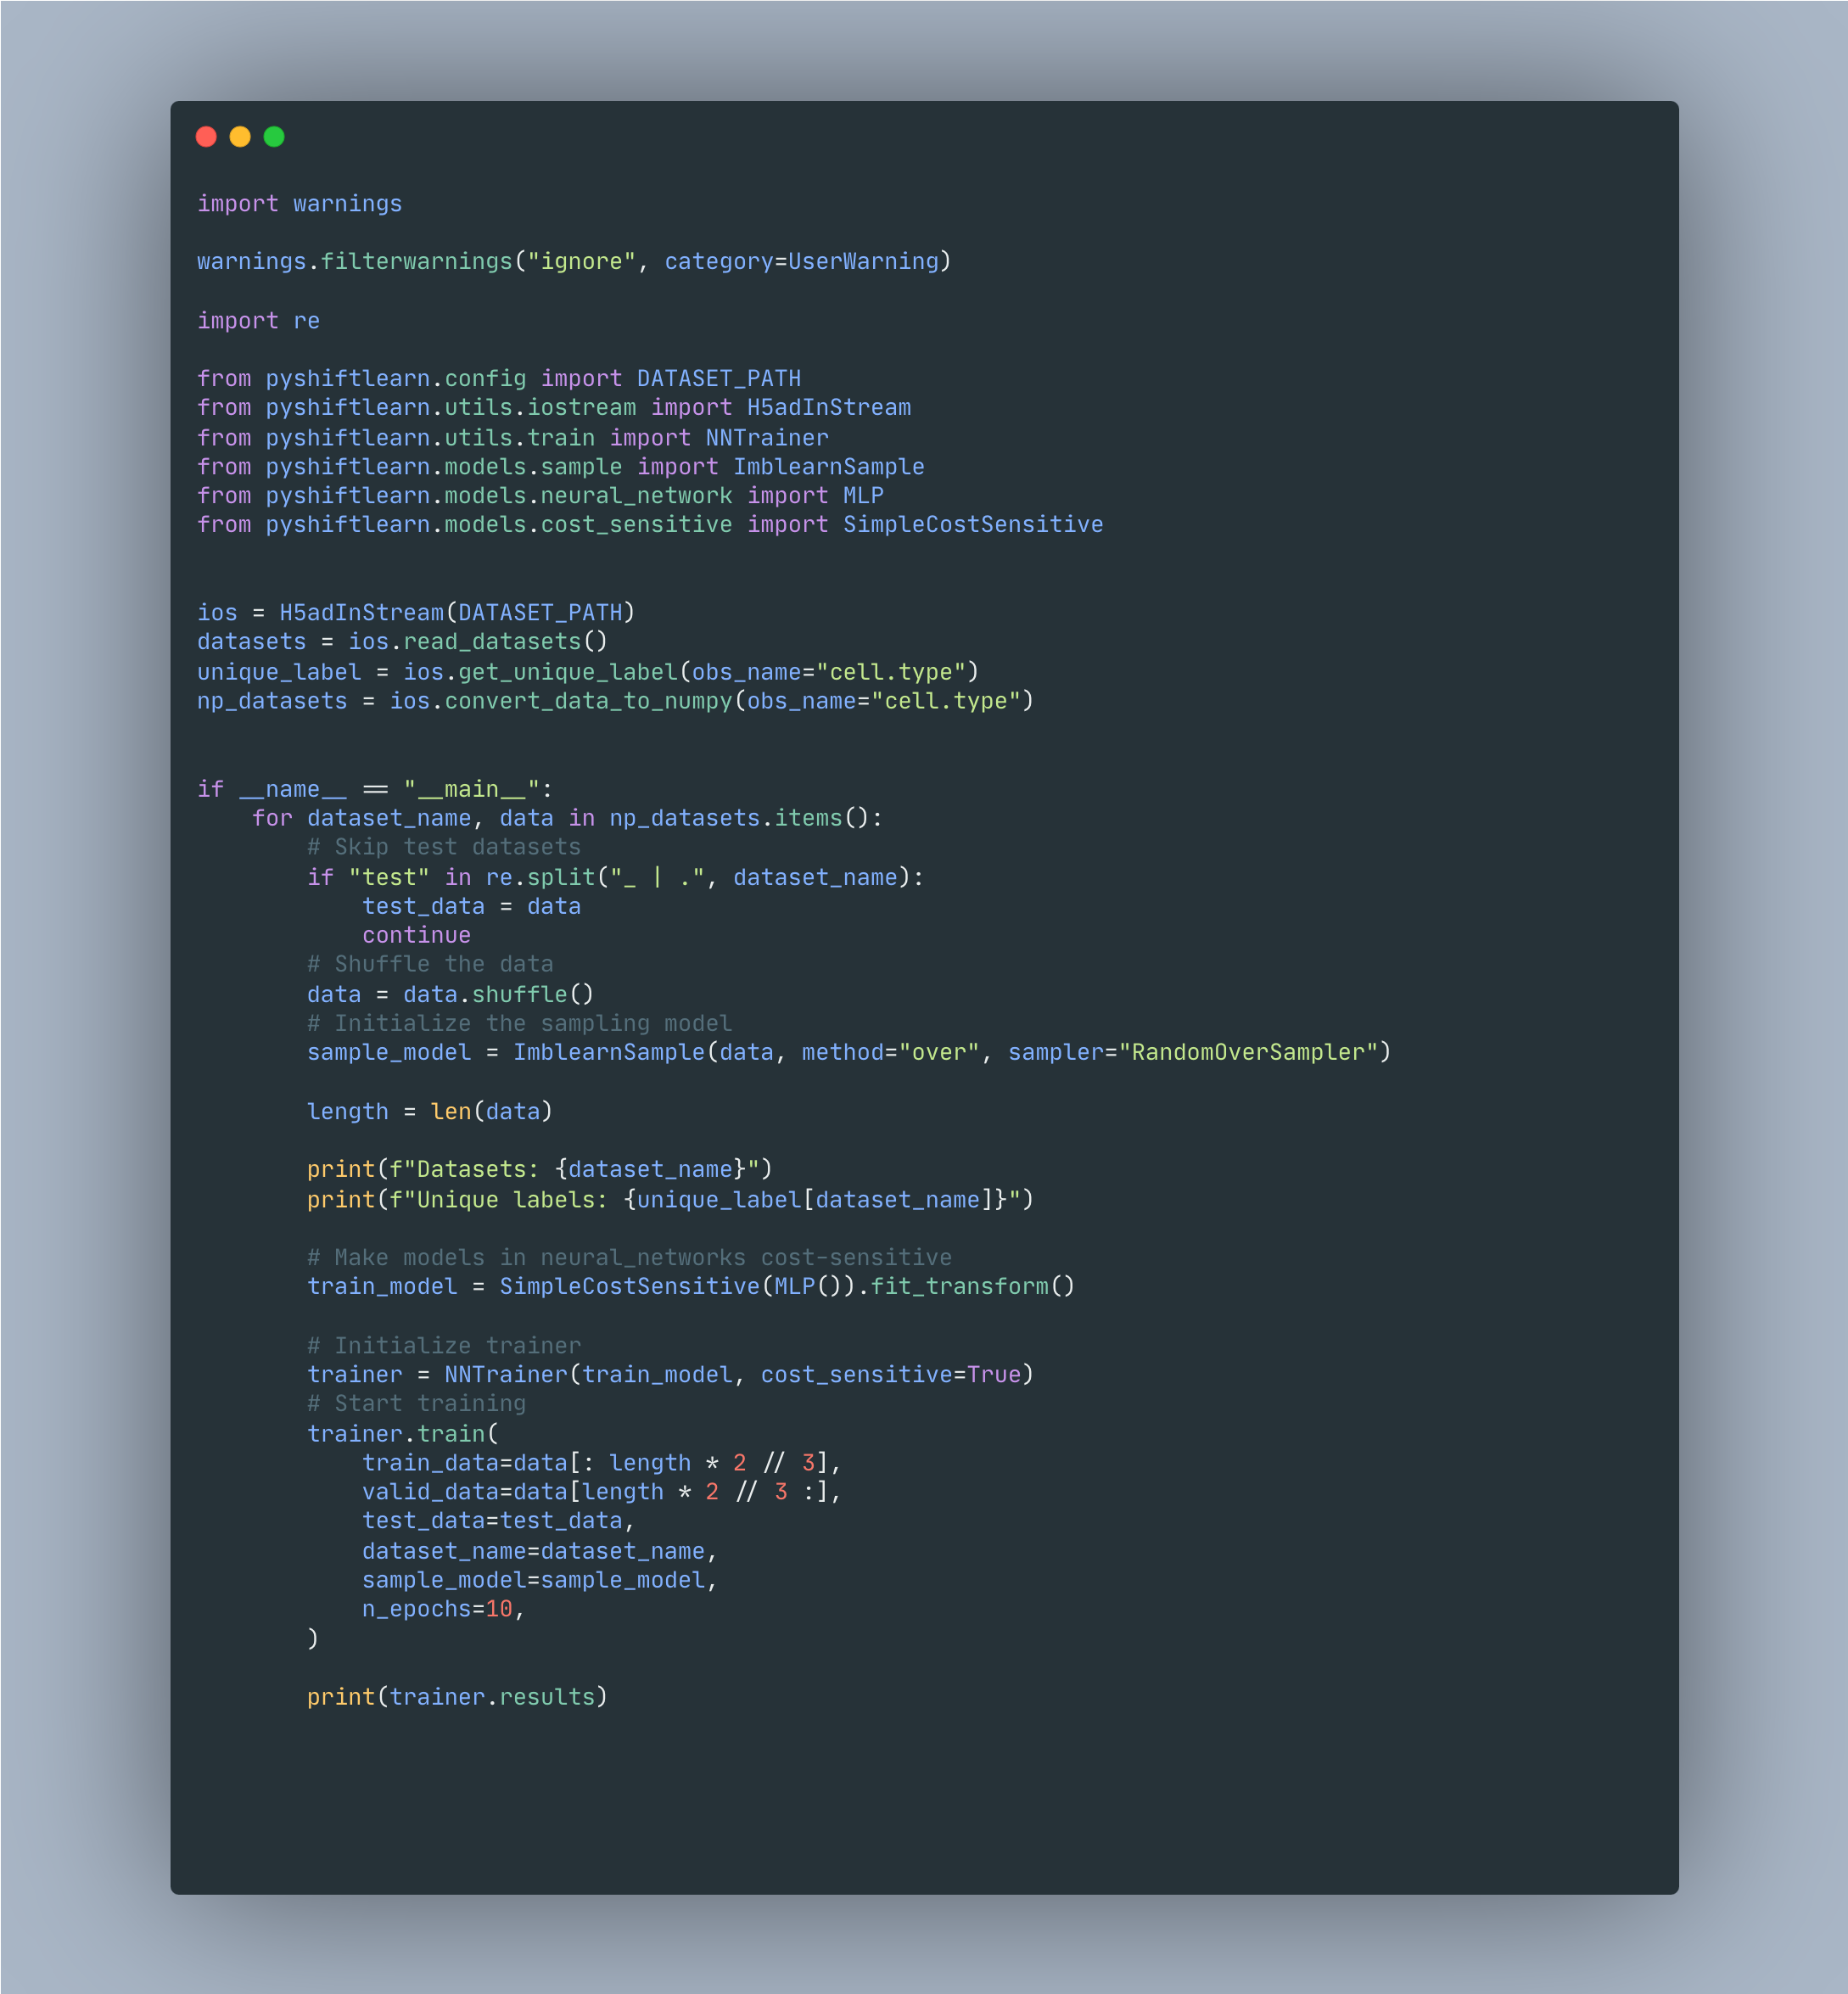 import warnings
warnings.filterwarnings("ignore", category=UserWarning)
import re
from pyshiftlearn.config import DATASET_PATH
from pyshiftlearn.utils.iostream import H5adInStream
from pyshiftlearn.utils.train import NNTrainer
from pyshiftlearn.models.sample import ImblearnSample
from pyshiftlearn.models.neural_network import MLP
from pyshiftlearn.models.cost_sensitive import SimpleCostSensitive
ios = H5adInStream(DATASET_PATH)
datasets = ios.read_datasets()
unique_label = ios.get_unique_label(obs_name="cell.type")
np_datasets = ios.convert_data_to_numpy(obs_name="cell.type")
if __name__ == "__main__":
    for dataset_name, data in np_datasets.items():
        # Skip test datasets
        if "test" in re.split("_ | .", dataset_name):
            test_data = data
            continue
        # Shuffle the data
        data = data.shuffle()
        # Initialize the sampling model
        sample_model = ImblearnSample(data, method="over", sampler="RandomOverSampler")
        length = len(data)
        print(f"Datasets: {dataset_name}")
        print(f"Unique labels: {unique_label[dataset_name]}")
        # Make models in neural_networks cost-sensitive
        train_model = SimpleCostSensitive(MLP()).fit_transform()
        # Initialize trainer
        trainer = NNTrainer(train_model, cost_sensitive=True)
        # Start training
        trainer.train(
            train_data=data[: length * 2 // 3],
            valid_data=data[length * 2 // 3 :],
            test_data=test_data,
            dataset_name=dataset_name,
            sample_model=sample_model,
            n_epochs=10,
        )
        print(trainer.results)